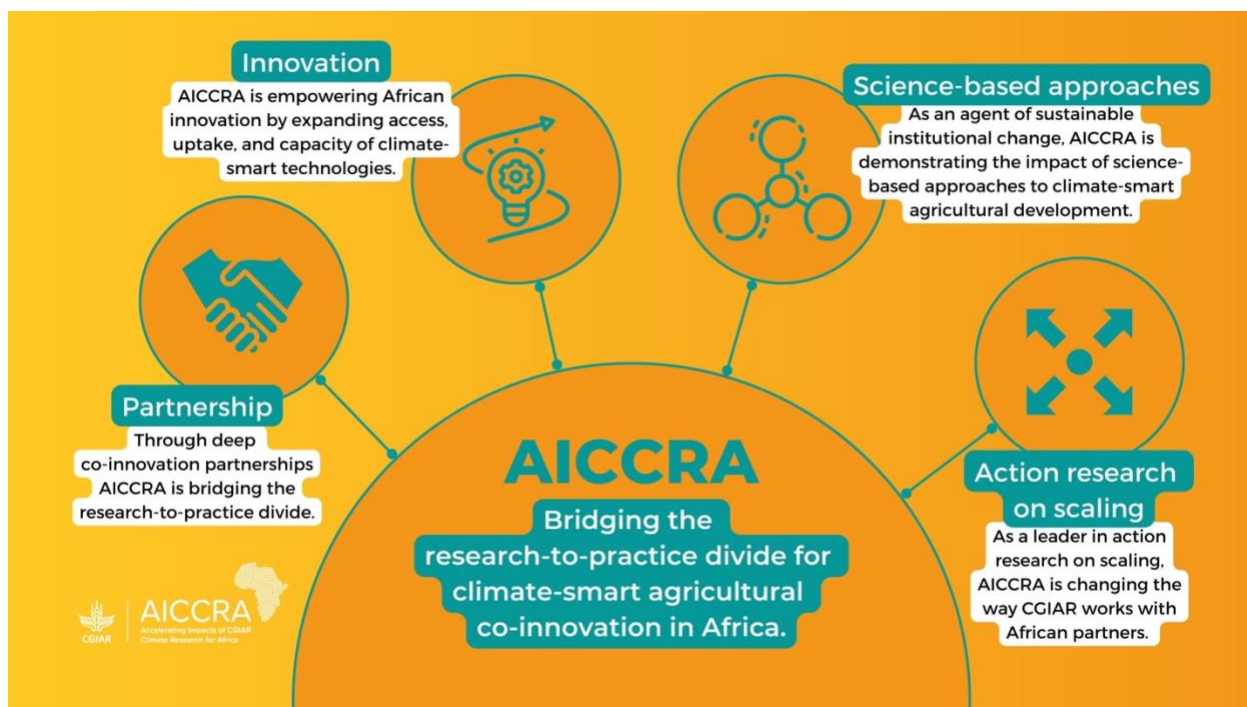 Innovation
AICCRA is empowering African
innovation by expanding access,
uptake, and capacity of climate-
smart technologies.
Science-based approaches
As an agent of sustainable
institutional change, AICCRA is
demonstrating the impact of science-
based approaches to climate-smart
agricultural development.
Partnership
Through deep
co-innovation partnerships
AICCRA is bridging the
research-to-practice divide.
AICCRA
Bridging the
research-to-practice divide for
climate-smart agricultural
co-innovation in Africa.
Action research
on scaling
As a leader in action
research on scaling,
AICCRA is changing the
way CGIAR works with
African partners.
CGIAR
AICCRA
Accelerating Impacts of CGIAR
Climate Research for Africa